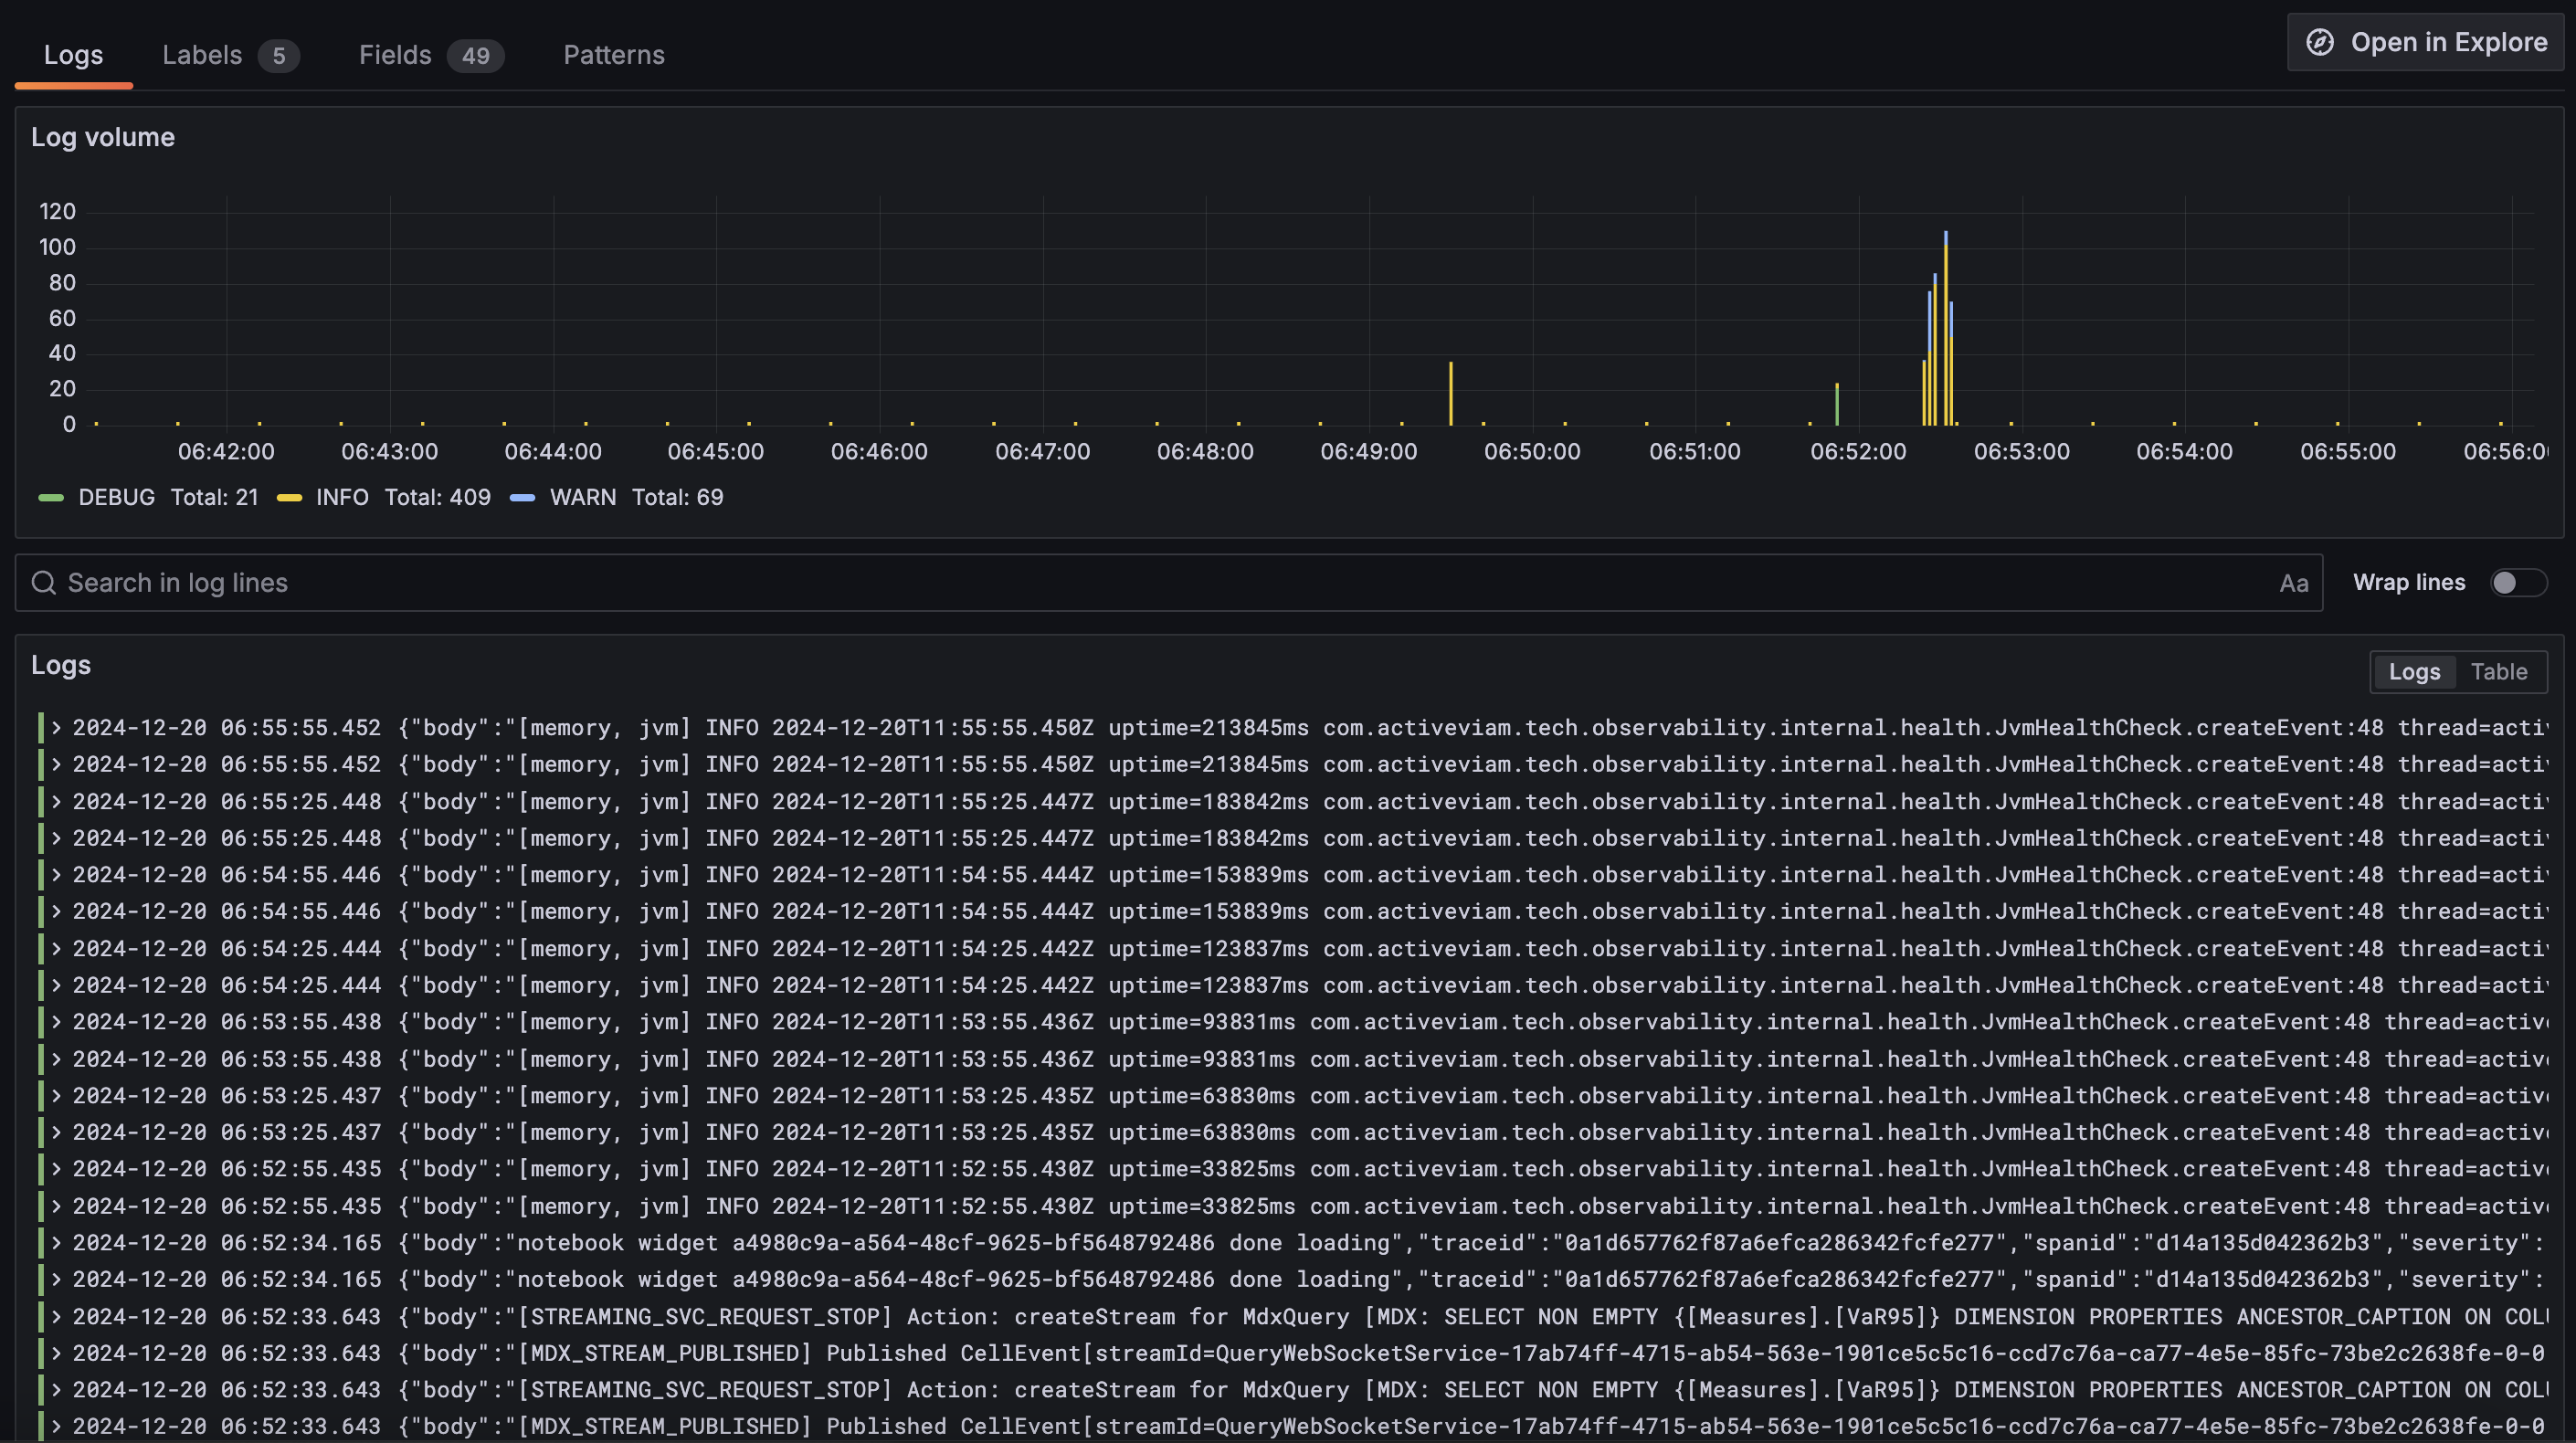 Logs Labels 5 Fields 49 Patterns Open in Explore
Log volume
120
100
80
60
40
20
0
06:42:00 06:43:00 06:44:00 06:45:00 06:46:00 06:47:00 06:48:00 06:49:00 06:50:00 06:51:00 06:52:00 06:53:00 06:54:00 06:55:00 06:56:0
DEBUG Total: 21 INFO Total: 409 WARN Total: 69
Search in log lines Aa Wrap lines
Logs Logs Table
2024-12-20 06:55:55.452 {"body":"[memory, jvm] INFO 2024-12-20T11:55:55.450Z uptime=213845ms com.activeviam.tech.observability.internal.health.JvmHealthCheck.createEvent:48 thread=activ
2024-12-20 06:55:55.452 {"body":"[memory, jvm] INFO 2024-12-20T11:55:55.450Z uptime=213845ms com.activeviam.tech.observability.internal.health.JvmHealthCheck.createEvent:48 thread=activ
2024-12-20 06:55:25.448 {"body":"[memory, jvm] INFO 2024-12-20T11:55:25.447Z uptime=183842ms com.activeviam.tech.observability.internal.health.JvmHealthCheck.createEvent:48 thread=activ
2024-12-20 06:55:25.448 {"body":"[memory, jvm] INFO 2024-12-20T11:55:25.447Z uptime=183842ms com.activeviam.tech.observability.internal.health.JvmHealthCheck.createEvent:48 thread=activ
2024-12-20 06:54:55.446 {"body":"[memory, jvm] INFO 2024-12-20T11:54:55.444Z uptime=153839ms com.activeviam.tech.observability.internal.health.JvmHealthCheck.createEvent:48 thread=activ
2024-12-20 06:54:55.446 {"body":"[memory, jvm] INFO 2024-12-20T11:54:55.444Z uptime=153839ms com.activeviam.tech.observability.internal.health.JvmHealthCheck.createEvent:48 thread=activ
2024-12-20 06:54:25.444 {"body":"[memory, jvm] INFO 2024-12-20T11:54:25.442Z uptime=123837ms com.activeviam.tech.observability.internal.health.JvmHealthCheck.createEvent:48 thread=activ
2024-12-20 06:54:25.444 {"body":"[memory, jvm] INFO 2024-12-20T11:54:25.442Z uptime=123837ms com.activeviam.tech.observability.internal.health.JvmHealthCheck.createEvent:48 thread=activ
2024-12-20 06:53:55.438 {"body":"[memory, jvm] INFO 2024-12-20T11:53:55.436Z uptime=93831ms com.activeviam.tech.observability.internal.health.JvmHealthCheck.createEvent:48 thread=active
2024-12-20 06:53:55.438 {"body":"[memory, jvm] INFO 2024-12-20T11:53:55.436Z uptime=93831ms com.activeviam.tech.observability.internal.health.JvmHealthCheck.createEvent:48 thread=active
2024-12-20 06:53:25.437 {"body":"[memory, jvm] INFO 2024-12-20T11:53:25.435Z uptime=63830ms com.activeviam.tech.observability.internal.health.JvmHealthCheck.createEvent:48 thread=active
2024-12-20 06:53:25.437 {"body":"[memory, jvm] INFO 2024-12-20T11:53:25.435Z uptime=63830ms com.activeviam.tech.observability.internal.health.JvmHealthCheck.createEvent:48 thread=active
2024-12-20 06:52:55.435 {"body":"[memory, jvm] INFO 2024-12-20T11:52:55.430Z uptime=33825ms com.activeviam.tech.observability.internal.health.JvmHealthCheck.createEvent:48 thread=active
2024-12-20 06:52:55.435 {"body":"[memory, jvm] INFO 2024-12-20T11:52:55.430Z uptime=33825ms com.activeviam.tech.observability.internal.health.JvmHealthCheck.createEvent:48 thread=active
2024-12-20 06:52:34.165 {"body":"notebook widget a4980c9a-a564-48cf-9625-bf5648792486 done loading","traceid":"0a1d657762f87a6efca286342fcfe277","spanid":"d14a135d042362b3","severity":
2024-12-20 06:52:34.165 {"body":"notebook widget a4980c9a-a564-48cf-9625-bf5648792486 done loading","traceid":"0a1d657762f87a6efca286342fcfe277","spanid":"d14a135d042362b3","severity":
2024-12-20 06:52:33.643 {"body":"[STREAMING_SVC_REQUEST_STOP] Action: createStream for MdxQuery [MDX: SELECT NON EMPTY {[Measures].[VaR95]} DIMENSION PROPERTIES ANCESTOR_CAPTION ON COLU
2024-12-20 06:52:33.643 {"body":"[MDX_STREAM_PUBLISHED] Published CellEvent[streamId=QueryWebSocketService-17ab74ff-4715-ab54-563e-1901ce5c5c16-ccd7c76a-ca77-4e5e-85fc-73be2c2638fe-0-0
2024-12-20 06:52:33.643 {"body":"[STREAMING_SVC_REQUEST_STOP] Action: createStream for MdxQuery [MDX: SELECT NON EMPTY {[Measures].[VaR95]} DIMENSION PROPERTIES ANCESTOR_CAPTION ON COLU
2024-12-20 06:52:33.643 {"body":"[MDX_STREAM_PUBLISHED] Published CellEvent[streamId=QueryWebSocketService-17ab74ff-4715-ab54-563e-1901ce5c5c16-ccd7c76a-ca77-4e5e-85fc-73be2c2638fe-0-0